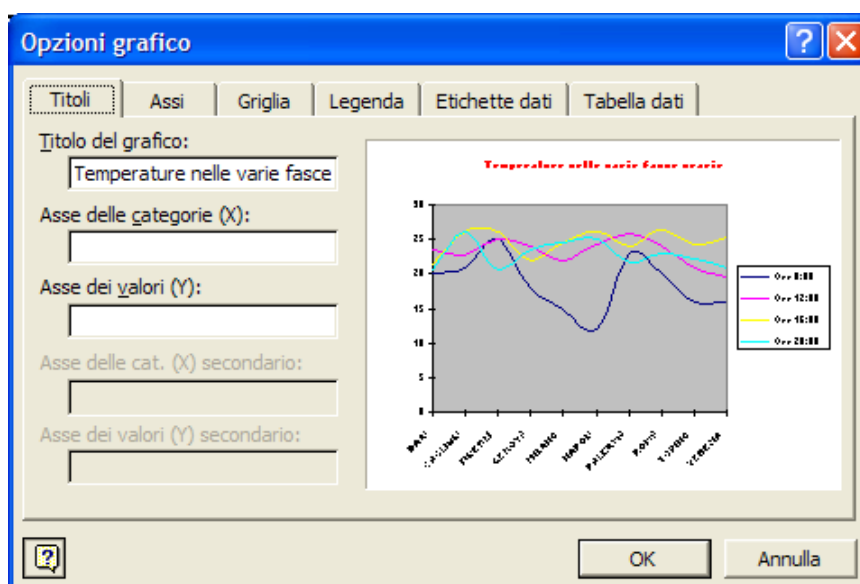 Opzioni grafico
Titoli Assi Griglia Legenda Etichette dati Tabella dati
Titolo del grafico:
Temperature nelle varie fasce
Asse delle categorie (X):
Asse dei valori (Y):
Asse delle cat. (X) secondario:
Asse dei valori (Y) secondario:
Temperature nelle varie fasce orarie
30
25
20
15
10
5
0
BARI
CAGLIARI
FIRENZE
GENOVA
MILANO
NAPOLI
PALERMO
ROMA
TORINO
VENEZIA
Ore 8:00
Ore 12:00
Ore 16:00
Ore 20:00
OK
Annulla